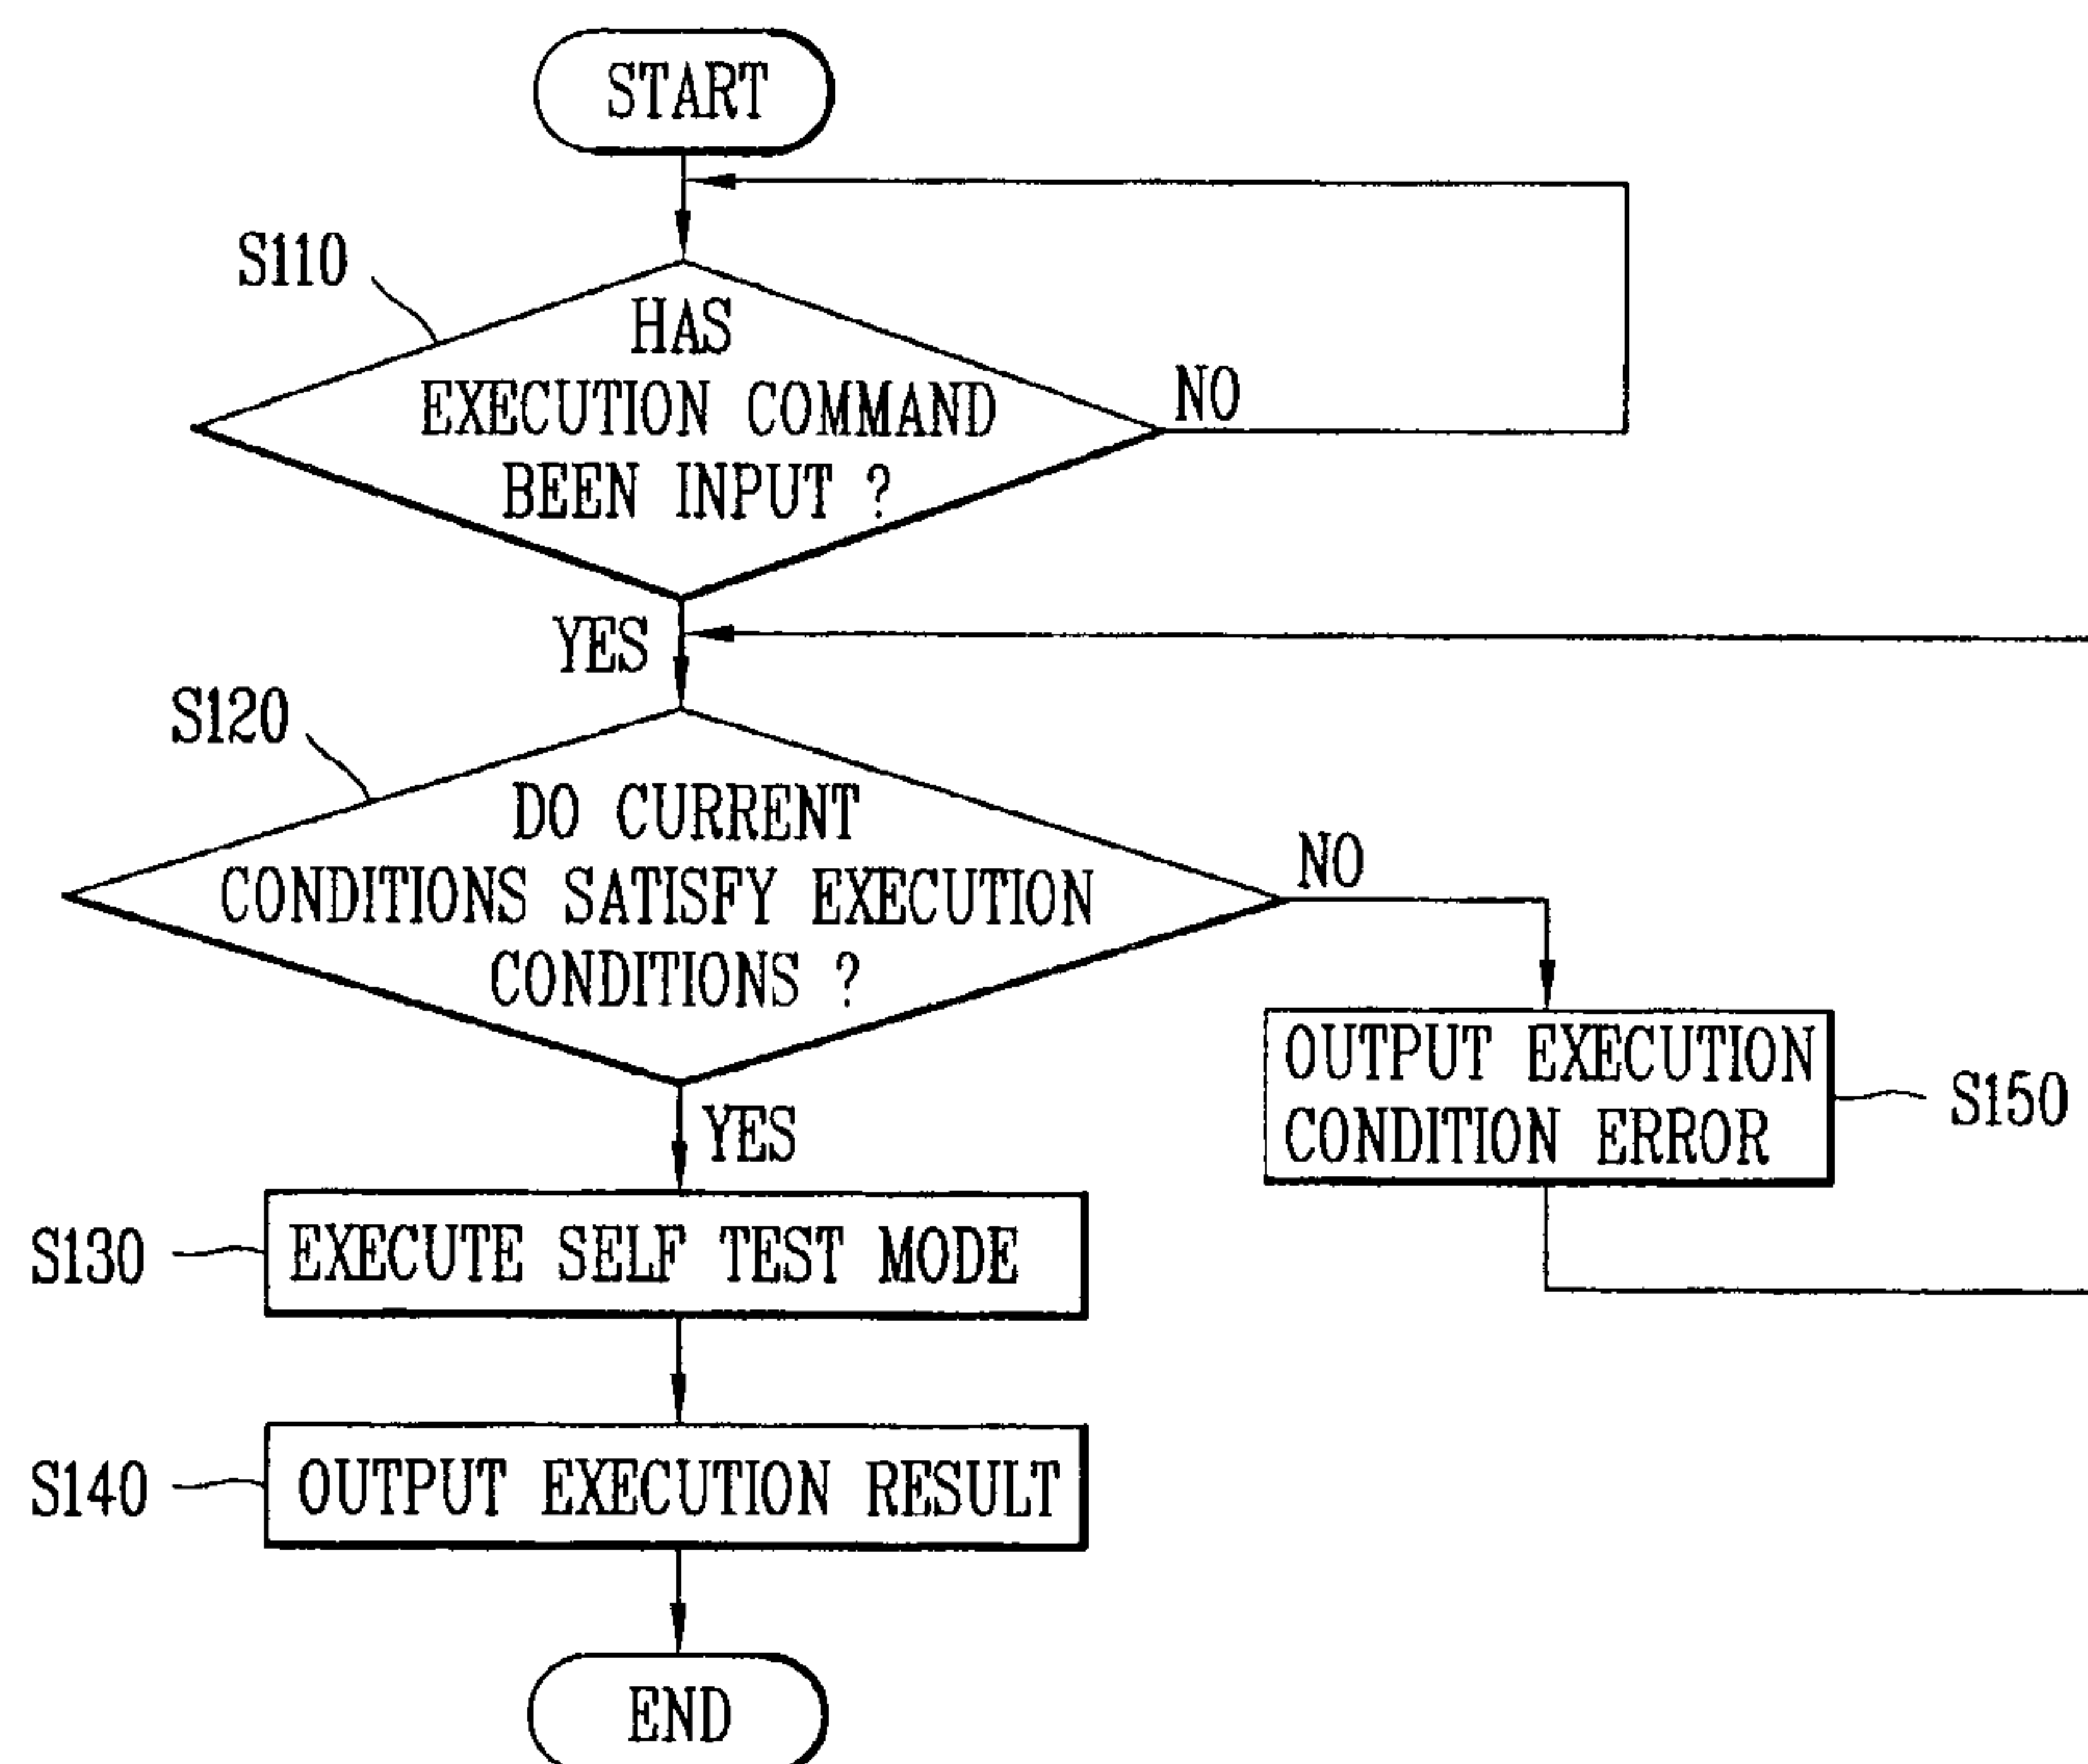 START
S110
HAS
EXECUTION COMMAND
BEEN INPUT ?
NO
YES
S120
DO CURRENT
CONDITIONS SATISFY EXECUTION
CONDITIONS ?
NO
YES
OUTPUT EXECUTION
CONDITION ERROR
S150
S130
EXECUTE SELF TEST MODE
S140
OUTPUT EXECUTION RESULT
END